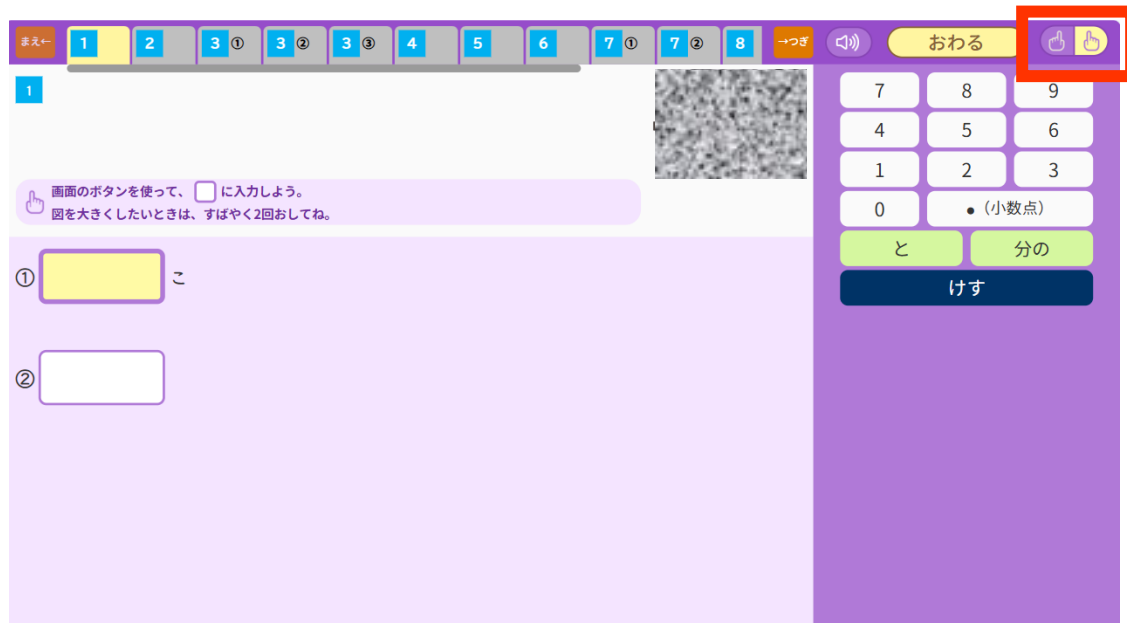 まえ← 1 2 3 ① 3 ② 3 ③ 4 5 6 7 ① 7 ② 8 →つぎ おわる
1
画面のボタンを使って、 に入力しよう。
図を大きくしたいときは、すばやく2回おしてね。
① こ
②
7 8 9
4 5 6
1 2 3
0 ●（小数点）
と 分の
けす